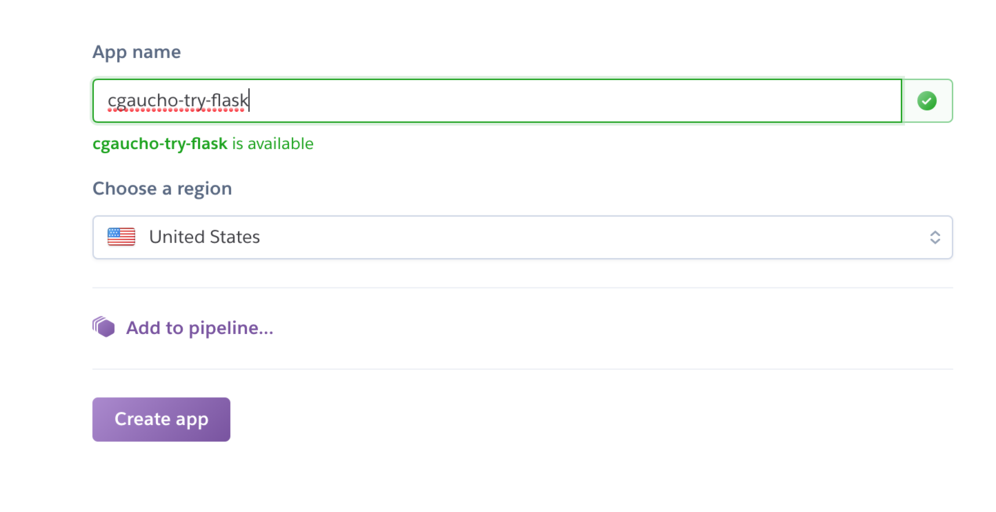 App name
cgaucho-try-flask
cgaucho-try-flask is available
Choose a region
United States
Add to pipeline...
Create app